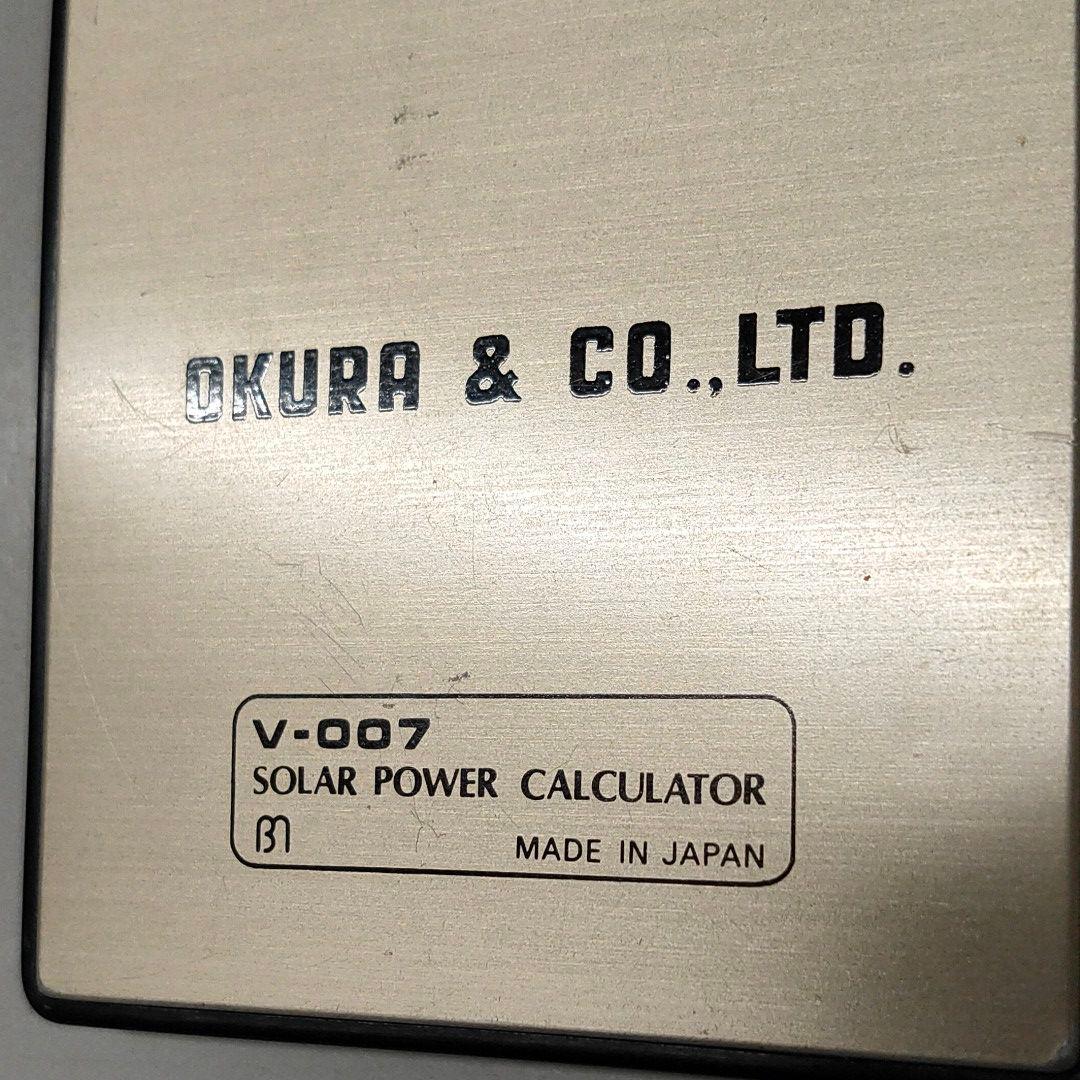 OKURA & CO.,LTD.
V-007
SOLAR POWER CALCULATOR
MADE IN JAPAN